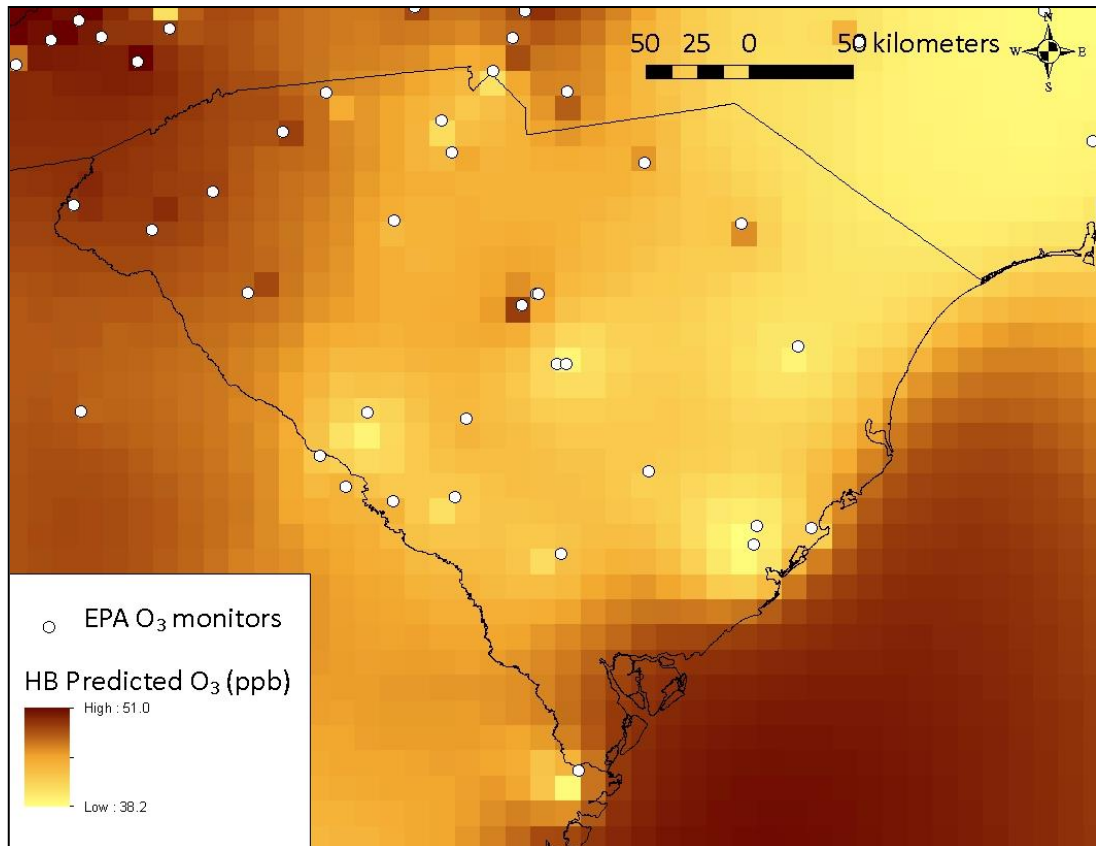 50 25 0 50 kilometers
N
W E
S
EPA O₃ monitors
HB Predicted O₃ (ppb)
High : 51.0
Low : 38.2